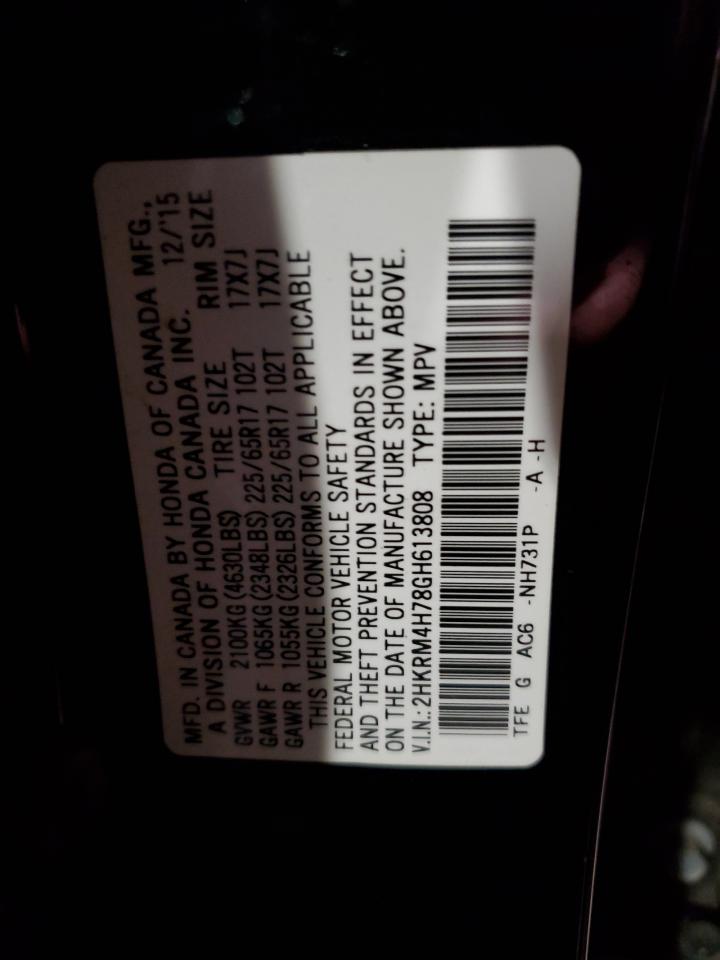 MFD. IN CANADA BY HONDA OF CANADA MFG.,
A DIVISION OF HONDA CANADA INC. 12/'15
GVWR 2100KG (4630LBS) TIRE SIZE RIM SIZE
GAWR F 1065KG (2348LBS) 225/65R17 102T 17X7J
GAWR R 1055KG (2326LBS) 225/65R17 102T 17X7J
THIS VEHICLE CONFORMS TO ALL APPLICABLE
FEDERAL MOTOR VEHICLE SAFETY
AND THEFT PREVENTION STANDARDS IN EFFECT
ON THE DATE OF MANUFACTURE SHOWN ABOVE.
V.I.N.: 2HKRM4H78GH613808 TYPE: MPV
TFE G AC6 -NH731P -A -H